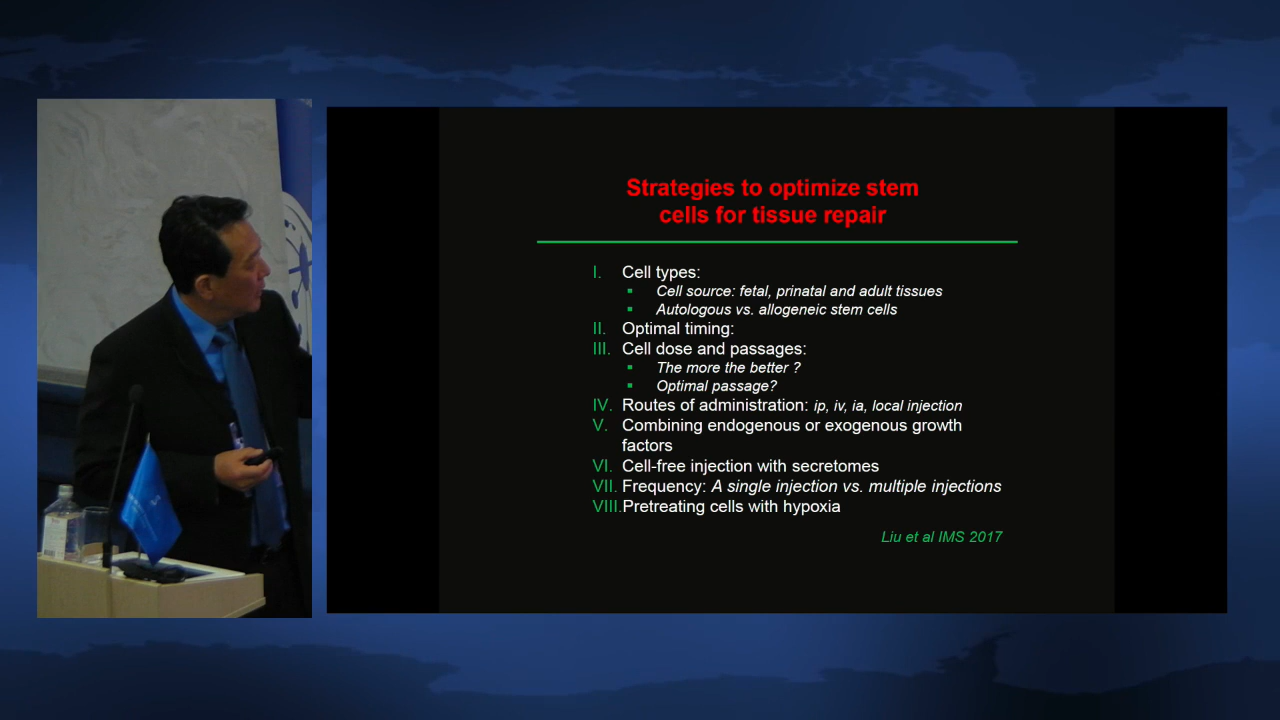 Strategies to optimize stem
cells for tissue repair
I. Cell types:
▪ Cell source: fetal, prinatal and adult tissues
▪ Autologous vs. allogeneic stem cells
II. Optimal timing:
III. Cell dose and passages:
▪ The more the better ?
▪ Optimal passage?
IV. Routes of administration: ip, iv, ia, local injection
V. Combining endogenous or exogenous growth
factors
VI. Cell-free injection with secretomes
VII. Frequency: A single injection vs. multiple injections
VIII.Pretreating cells with hypoxia
Liu et al IMS 2017